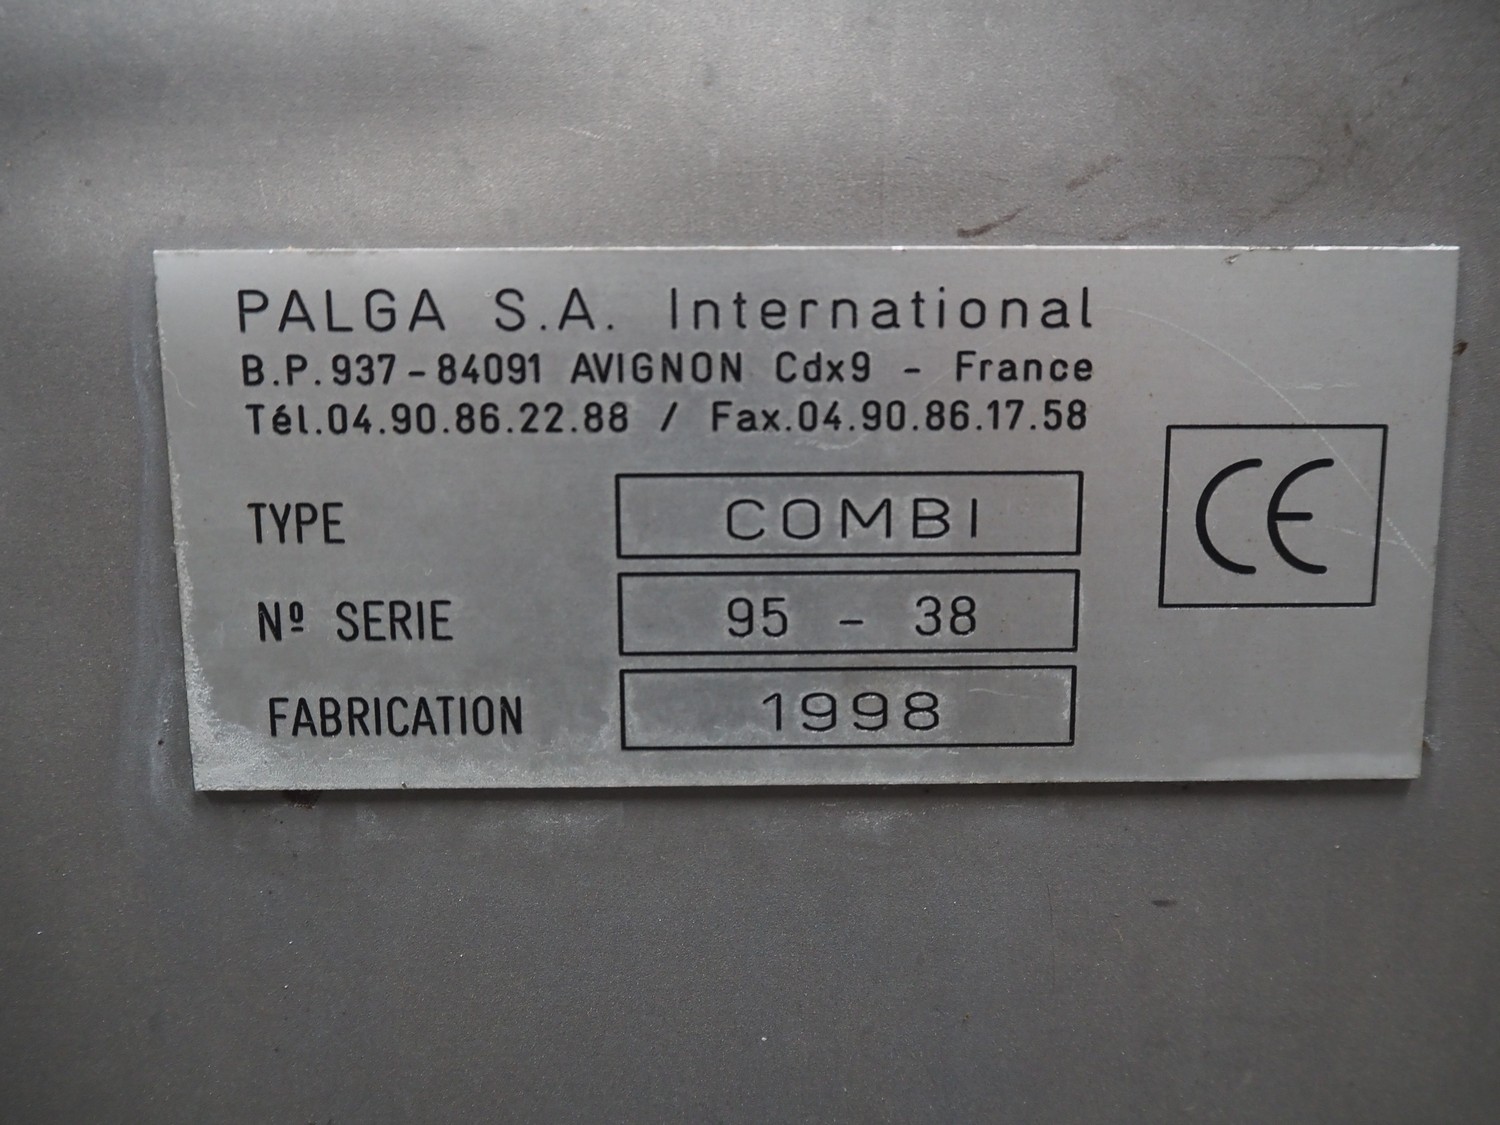 PALGA S.A. International
B.P. 937 - 84091 AVIGNON Cdx9 - France
Tél.04.90.86.22.88 / Fax.04.90.86.17.58
TYPE COMBI
Nº SERIE 95 - 38
FABRICATION 1998
CE